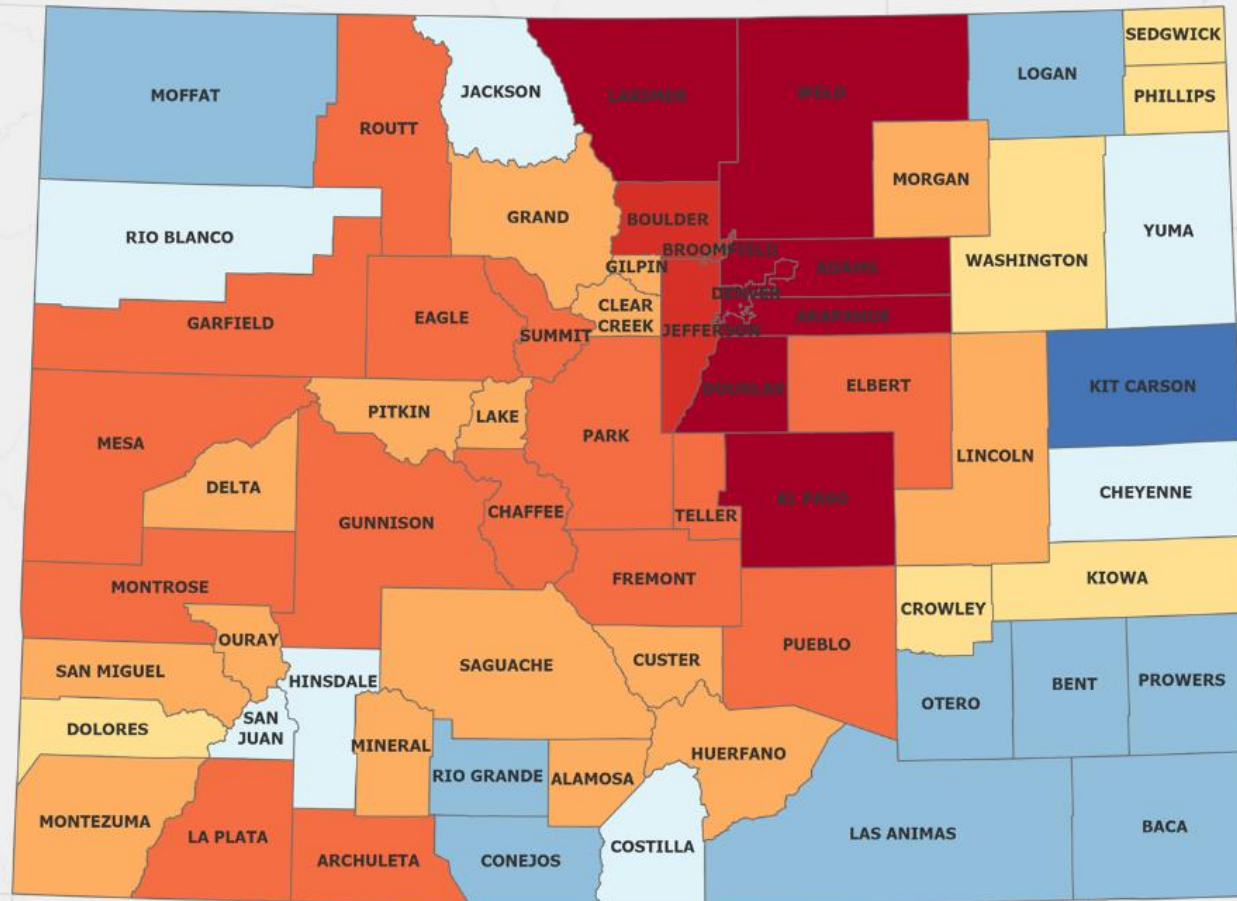 SEDGWICK
LOGAN
MOFFAT
JACKSON
LARIMER
WELD
PHILLIPS
ROUTT
MORGAN
GRAND
BOULDER
YUMA
RIO BLANCO
BROOMFIELD
WASHINGTON
GILPIN
ADAMS
DENVER
CLEAR
CREEK
EAGLE
GARFIELD
ARAPAHOE
SUMMIT
JEFFERSON
DOUGLAS
ELBERT
KIT CARSON
PITKIN
LAKE
PARK
MESA
LINCOLN
DELTA
CHEYENNE
EL PASO
GUNNISON
CHAFFEE
TELLER
FREMONT
KIOWA
MONTROSE
CROWLEY
OURAY
PUEBLO
CUSTER
SAGUACHE
SAN MIGUEL
HINSDALE
PROWERS
BENT
OTERO
SAN
JUAN
DOLORES
MINERAL
HUERFANO
RIO GRANDE
ALAMOSA
MONTEZUMA
BACA
LAS ANIMAS
LA PLATA
COSTILLA
ARCHULETA
CONEJOS